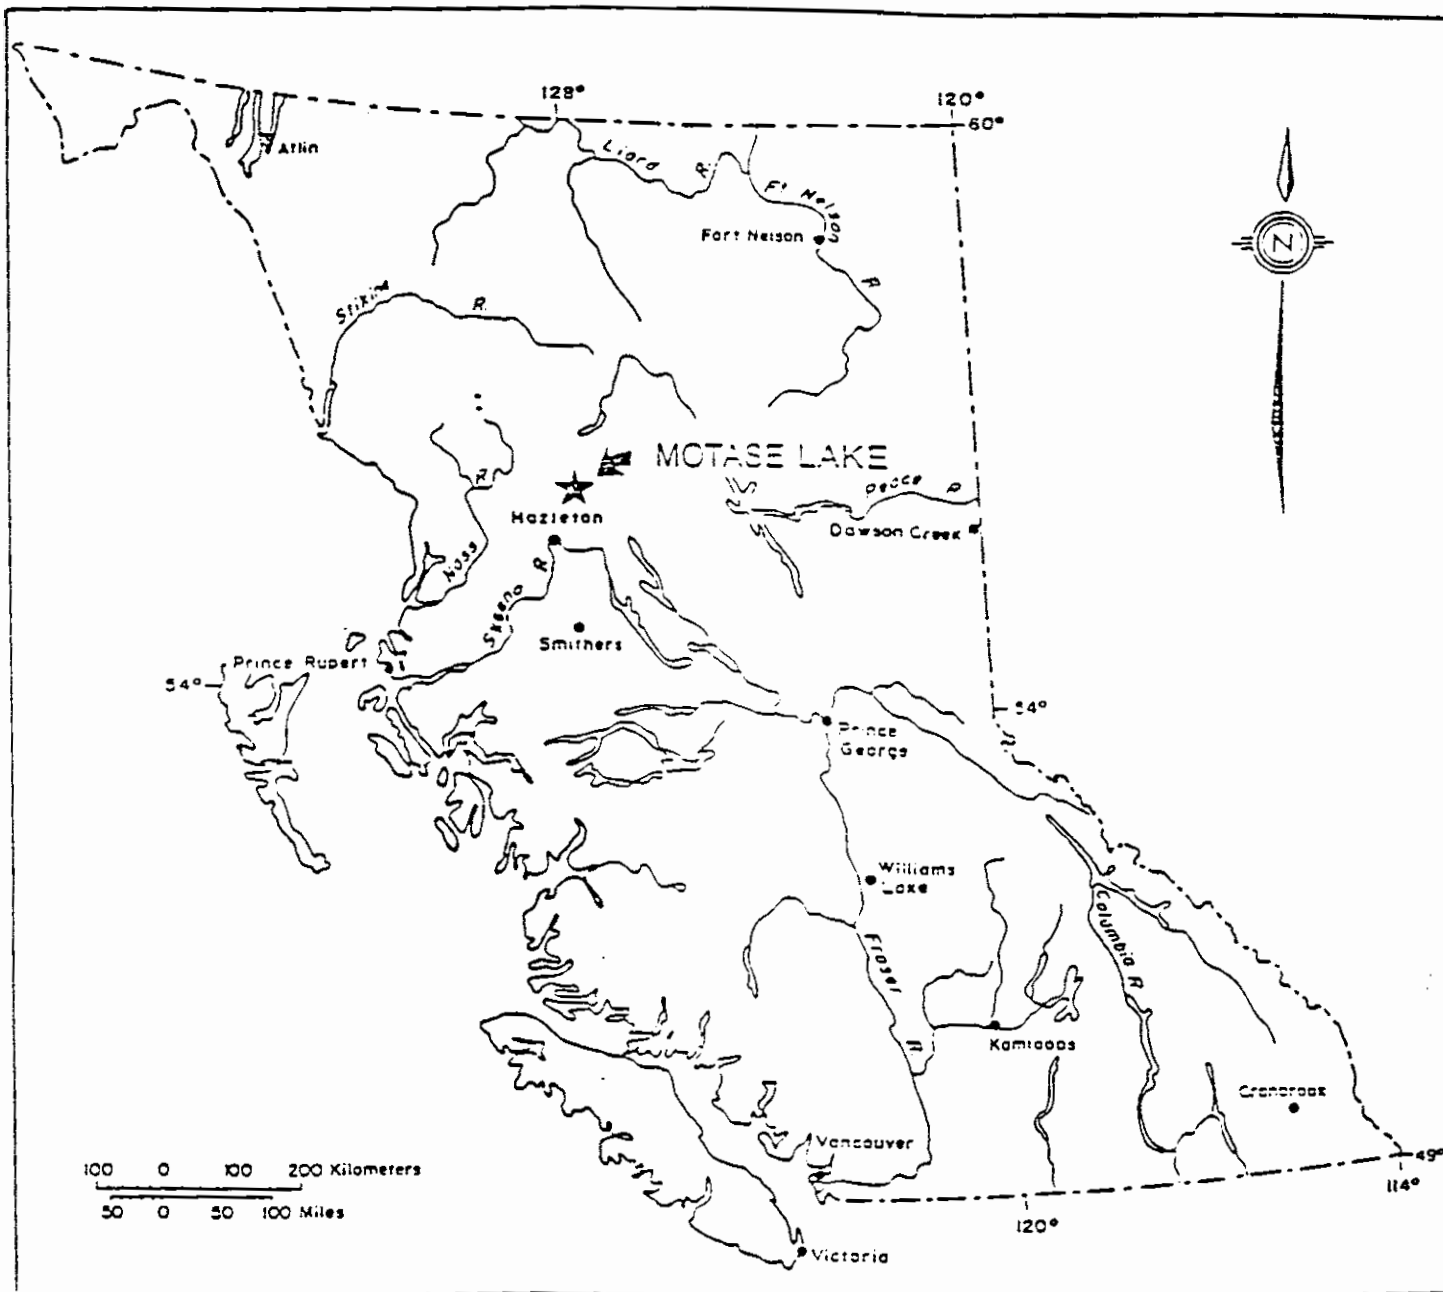 128°
120°
60°
Atlin
Liard R.
Ft. Nelson R
Fort Nelson
N
Stikine R.
MOTASE LAKE
R.
Peace R
Hazleton
Dawson Creek
Nass
Skeena R
Smithers
Prince Rupert
54°
54°
Prince
George
Williams
Lake
Columbia R
Fraser R
Kamloops
Cranbrook
Vancouver
100 0 100 200 Kilometers
50 0 50 100 Miles
49°
114°
120°
Victoria